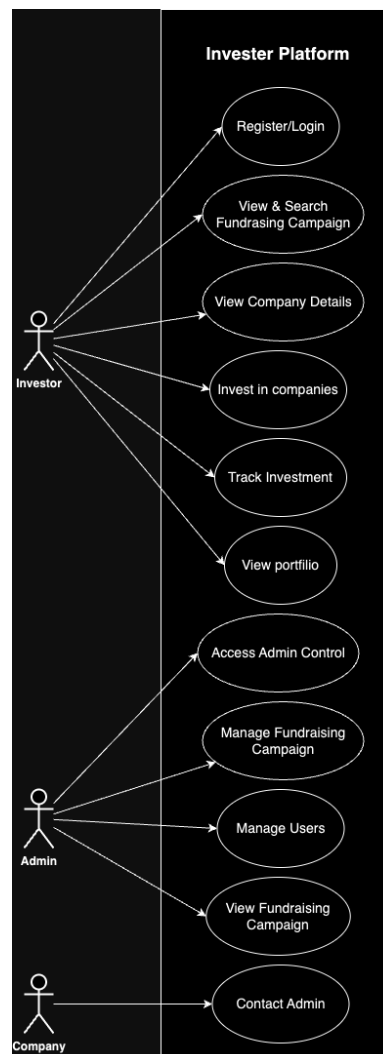 Invester Platform
Register/Login
View & Search
Fundrasing Campaign
View Company Details
Investor
Invest in companies
Track Investment
View portfilio
Access Admin Control
Manage Fundraising
Campaign
Admin
Manage Users
View Fundraising
Campaign
Contact Admin
Company